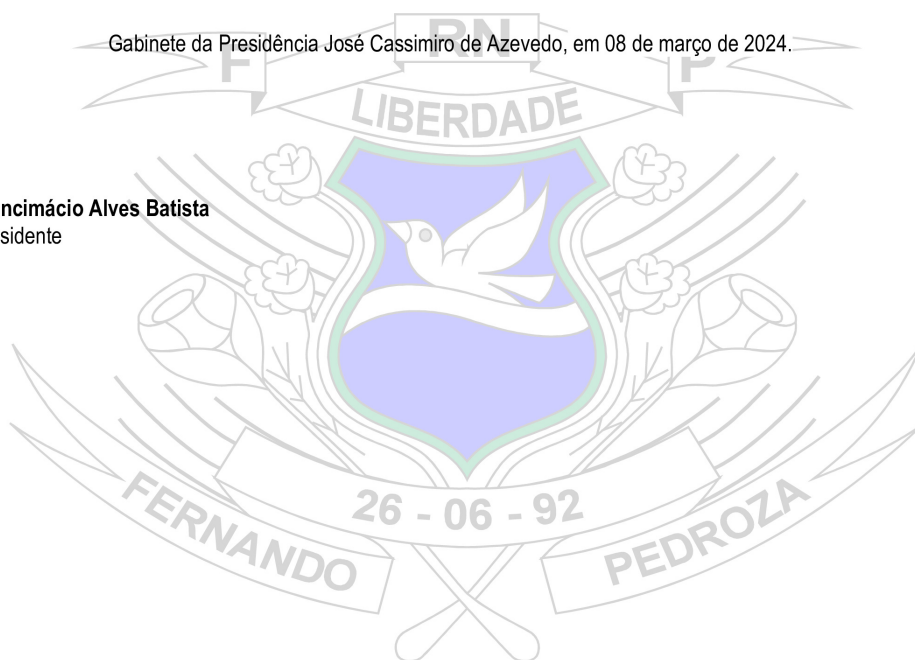 RN
Gabinete da Presidência José Cassimiro de Azevedo, em 08 de março de 2024.
F P
LIBERDADE
ncimácio Alves Batista
sidente
26 - 06 - 92
FERNANDO PEDROZA